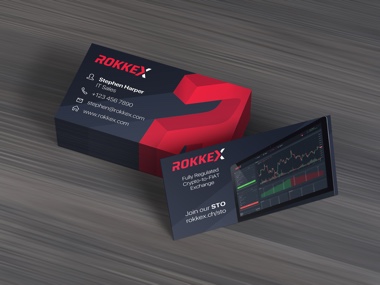 ROKKEX
Stephen Harper
IT Sales
+123 456 7890
stephen@rokkex.com
www.rokkex.com
ROKKEX
Fully Regulated
Crypto-to-FIAT
Exchange
Join our STO
rokkex.ch/sto